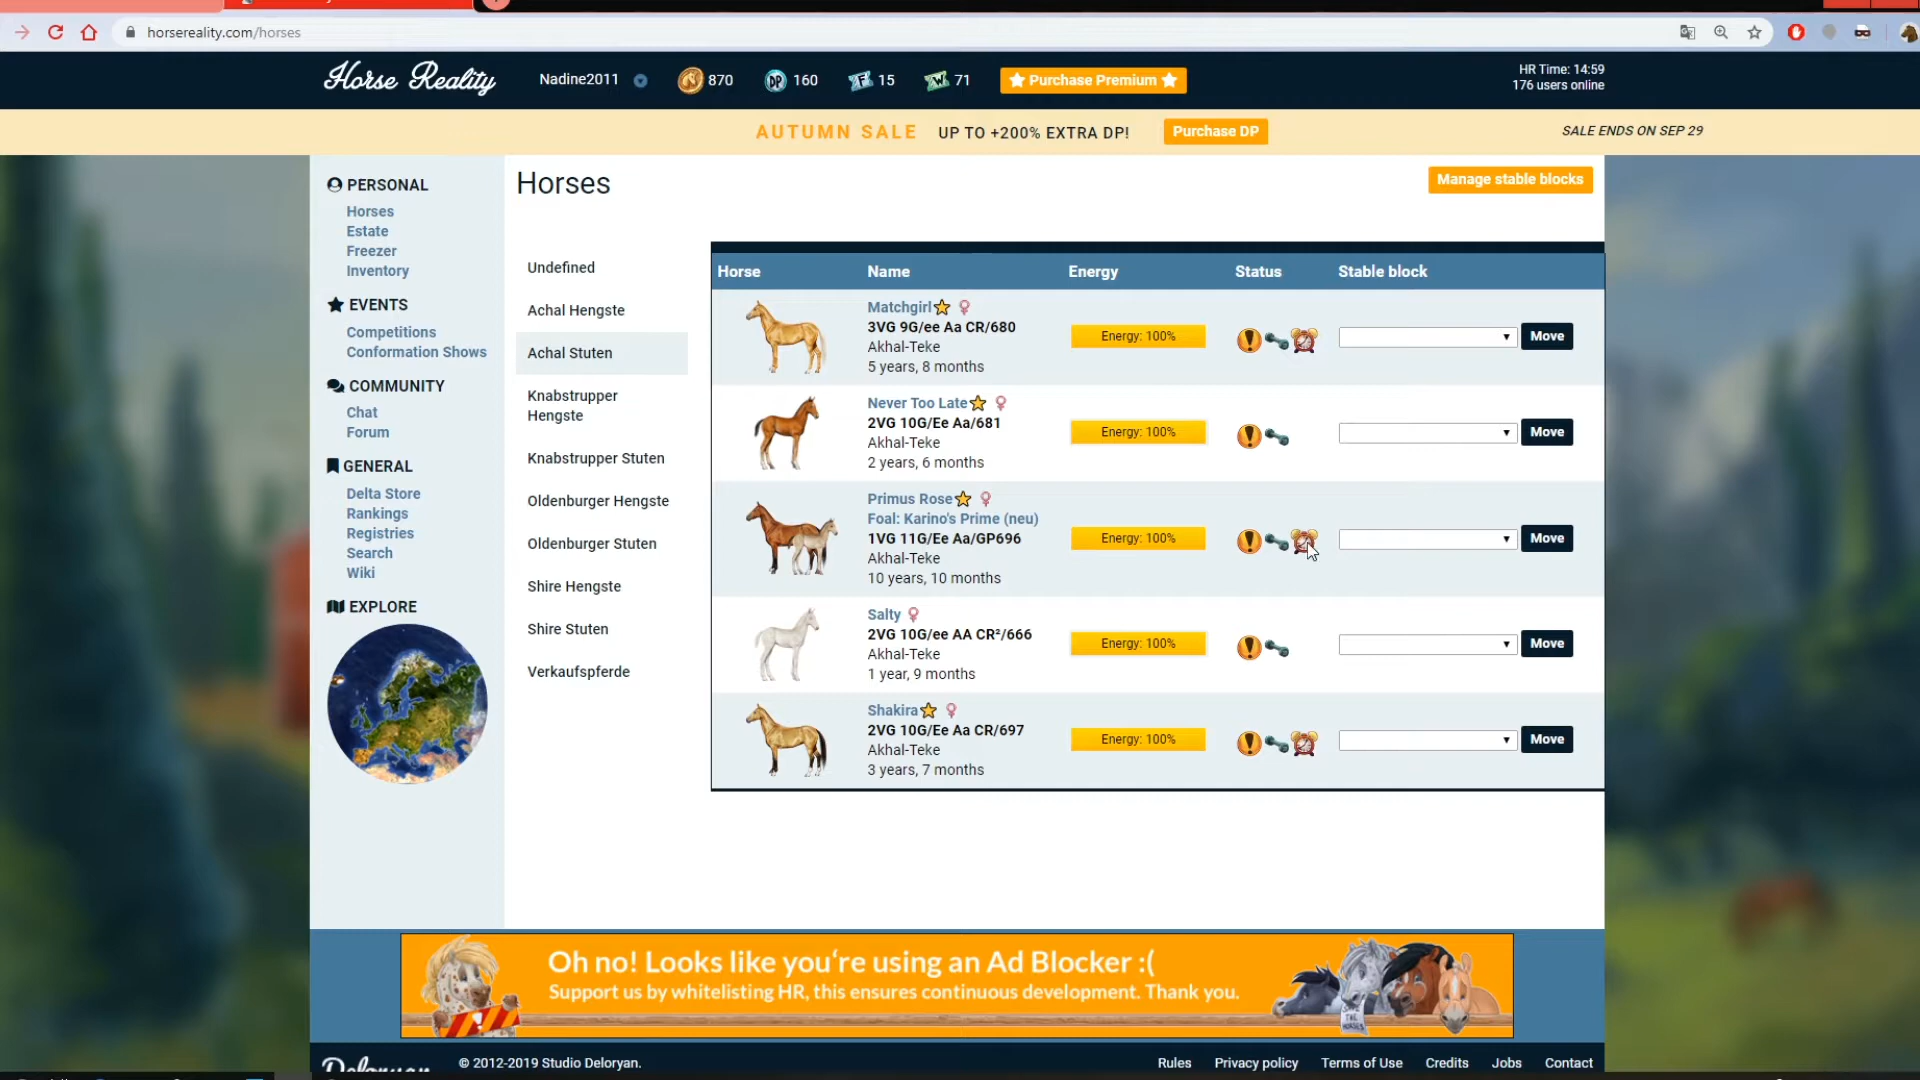 horsereality.com/horses
Horse Reality
Nadine2011
870
160
15
71
Purchase Premium
HR Time: 14:59
176 users online
AUTUMN SALE UP TO +200% EXTRA DP!
Purchase DP
SALE ENDS ON SEP 29
PERSONAL
Horses
Estate
Freezer
Inventory
EVENTS
Competitions
Conformation Shows
COMMUNITY
Chat
Forum
GENERAL
Delta Store
Rankings
Registries
Search
Wiki
EXPLORE
Horses
Manage stable blocks
Undefined
Achal Hengste
Achal Stuten
Knabstrupper
Hengste
Knabstrupper Stuten
Oldenburger Hengste
Oldenburger Stuten
Shire Hengste
Shire Stuten
Verkaufspferde
Horse Name Energy Status Stable block
Matchgirl
3VG 9G/ee Aa CR/680
Akhal-Teke
5 years, 8 months
Energy: 100%
Move
Never Too Late
2VG 10G/Ee Aa/681
Akhal-Teke
2 years, 6 months
Energy: 100%
Move
Primus Rose
Foal: Karino's Prime (neu)
1VG 11G/Ee Aa/GP696
Akhal-Teke
10 years, 10 months
Energy: 100%
Move
Salty
2VG 10G/ee AA CR²/666
Akhal-Teke
1 year, 9 months
Energy: 100%
Move
Shakira
2VG 10G/Ee Aa CR/697
Akhal-Teke
3 years, 7 months
Energy: 100%
Move
Oh no! Looks like you're using an Ad Blocker :(
Support us by whitelisting HR, this ensures continuous development. Thank you.
SAVE THE HORSES
Deloryan
© 2012-2019 Studio Deloryan.
Rules Privacy policy Terms of Use Credits Jobs Contact